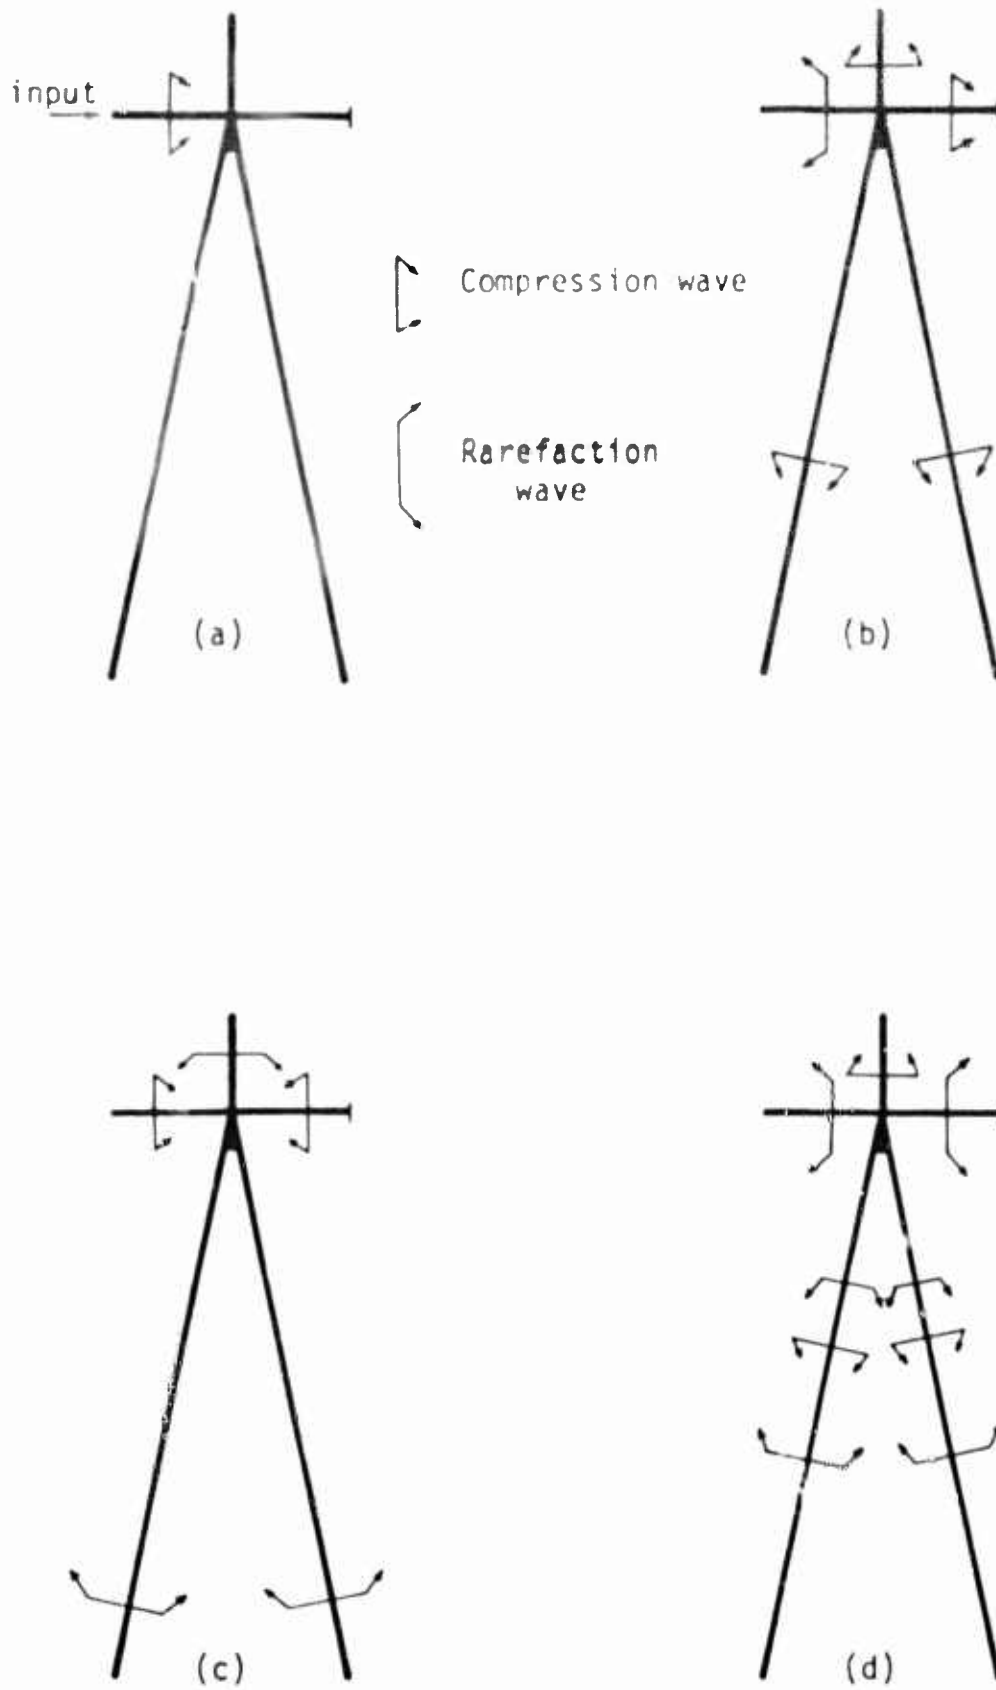 input
Compression wave
Rarefaction
wave
(a)
(b)
(c)
(d)